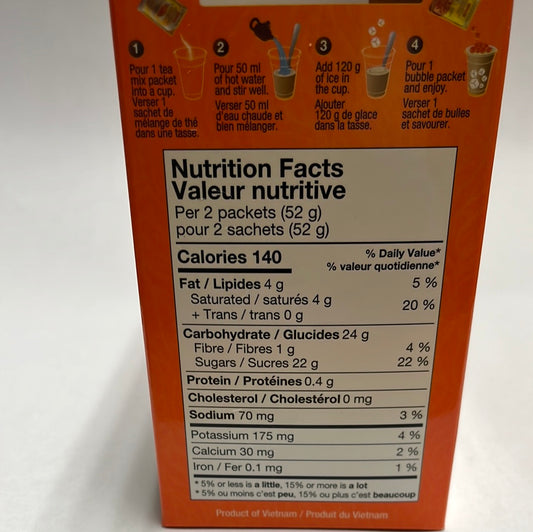 1
Pour 1 tea
mix packet
into a cup.
Verser 1
sachet de
mélange de thé
dans une tasse.
2
Pour 50 ml
of hot water
and stir well.
Verser 50 ml
d'eau chaude et
bien mélanger.
3
Add 120 g
of ice in
the cup.
Ajouter
120 g de glace
dans la tasse.
4
Pour 1
bubble packet
and enjoy.
Verser 1
sachet de bulles
et savourer.
Nutrition Facts
Valeur nutritive
Per 2 packets (52 g)
pour 2 sachets (52 g)
Calories 140
% Daily Value*
% valeur quotidienne*
Fat / Lipides 4 g 5 %
Saturated / saturés 4 g
+ Trans / trans 0 g
20 %
Carbohydrate / Glucides 24 g
Fibre / Fibres 1 g 4 %
Sugars / Sucres 22 g 22 %
Protein / Protéines 0.4 g
Cholesterol / Cholestérol 0 mg
Sodium 70 mg 3 %
Potassium 175 mg 4 %
Calcium 30 mg 2 %
Iron / Fer 0.1 mg 1 %
* 5% or less is a little, 15% or more is a lot
* 5% ou moins c'est peu, 15% ou plus c'est beaucoup
Product of Vietnam / Produit du Vietnam